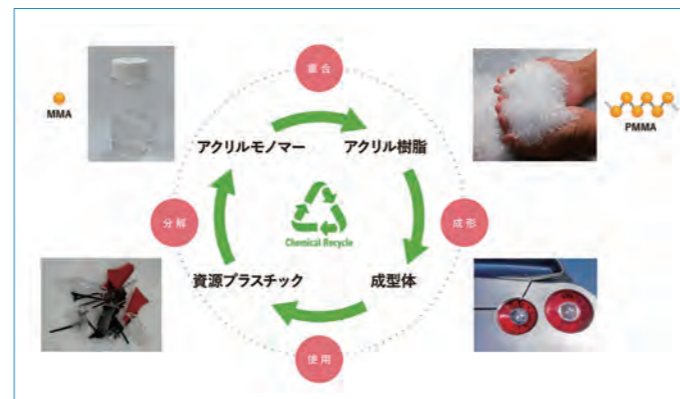 重合
MMA
アクリルモノマー
アクリル樹脂
PMMA
分解
Chemical Recycle
成形
資源プラスチック
成型体
使用